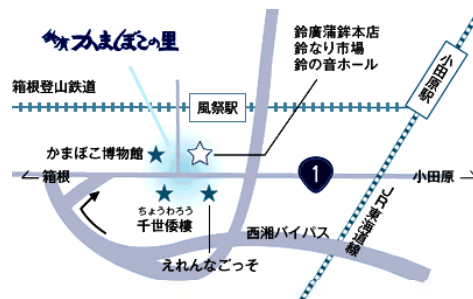 鈴廣かまぼこの里
鈴廣蒲鉾本店
鈴なり市場
鈴の音ホール
小田原駅
箱根登山鉄道
風祭駅
かまぼこ博物館
← 箱根
1
小田原 →
ちょうわろう
千世倭樓
えれんなごっそ
西湘バイパス
JR東海道線